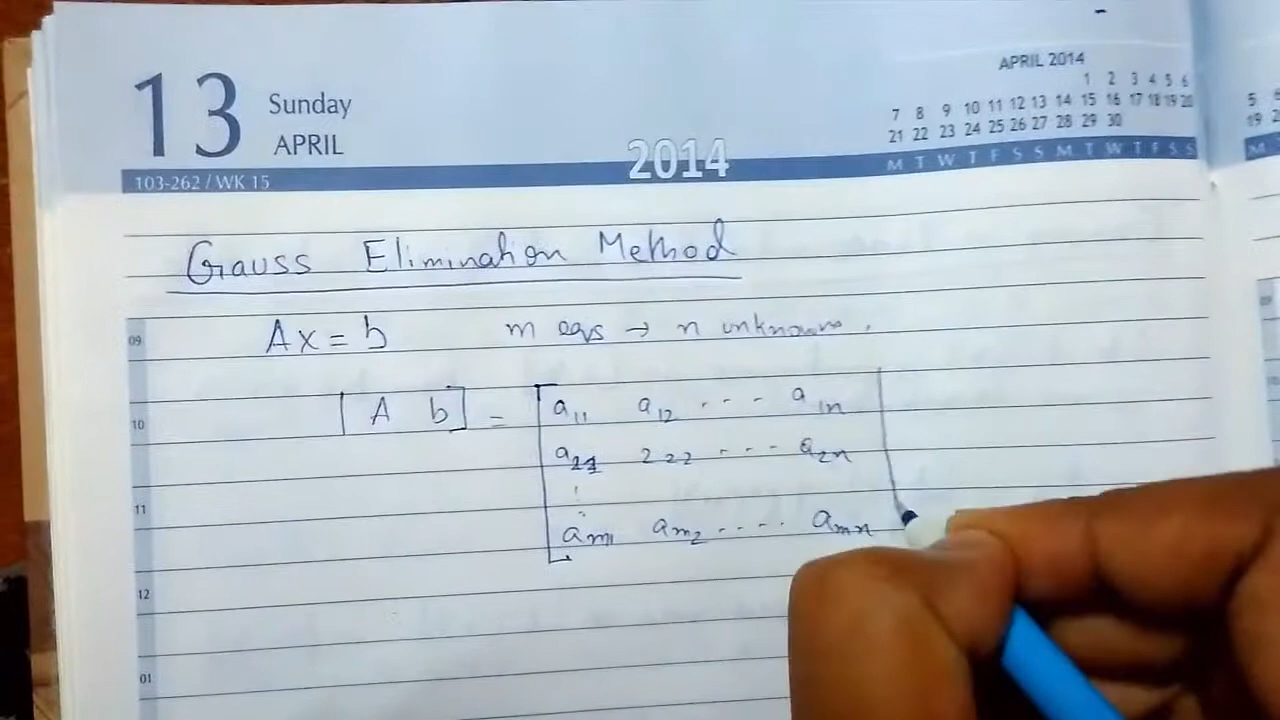 13 Sunday
APRIL
103-262 / WK 15
2014
APRIL 2014
1 2 3 4 5 6
7 8 9 10 11 12 13 14 15 16 17 18 19 20
21 22 23 24 25 26 27 28 29 30
M T W T F S S M T W T F S S
5
19
M
Gauss Elimination Method
09
Ax = b m eqs → n unknowns.
10
[A b] = [a11 a12 ---- a1n
a21 222 ---- a2n
11
am1 am2 ---- amn
12
01